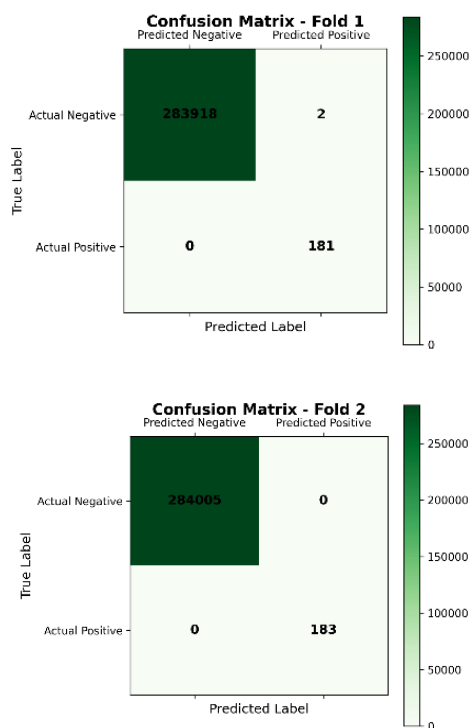 Confusion Matrix - Fold 1
Predicted Negative Predicted Positive
250000
Actual Negative 283918 2
200000
150000
True Label
100000
Actual Positive 0 181
50000
0
Predicted Label
Confusion Matrix - Fold 2
Predicted Negative Predicted Positive
250000
Actual Negative 284005 0
200000
150000
True Label
100000
Actual Positive 0 183
50000
0
Predicted Label